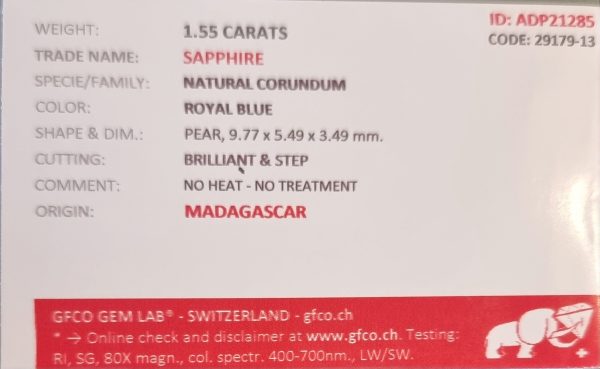 WEIGHT: 1.55 CARATS ID: ADP21285
TRADE NAME: SAPPHIRE CODE: 29179-13
SPECIE/FAMILY: NATURAL CORUNDUM
COLOR: ROYAL BLUE
SHAPE & DIM.: PEAR, 9.77 x 5.49 x 3.49 mm.
CUTTING: BRILLIANT & STEP
COMMENT: NO HEAT - NO TREATMENT
ORIGIN: MADAGASCAR
GFCO GEM LAB® - SWITZERLAND - gfco.ch
* → Online check and disclaimer at www.gfco.ch. Testing:
RI, SG, 80X magn., col. spectr. 400-700nm., LW/SW.